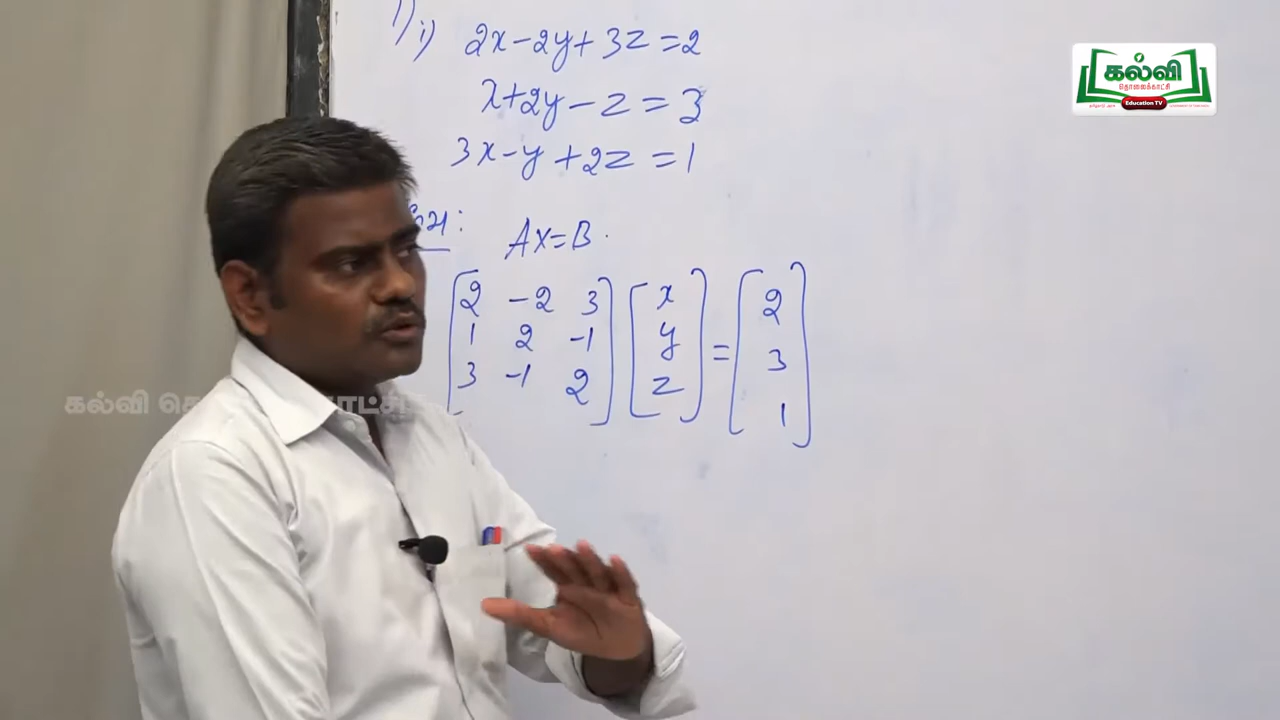 1) i) 2x-2y+3z=2
x+2y-z=3
3x-y+2z=1
AX=B.
[2 -2 3] [x] = [2]
[1 2 -1] [y] [3]
[3 -1 2] [z] [1]
கல்வி
தொலைக்காட்சி
Education TV